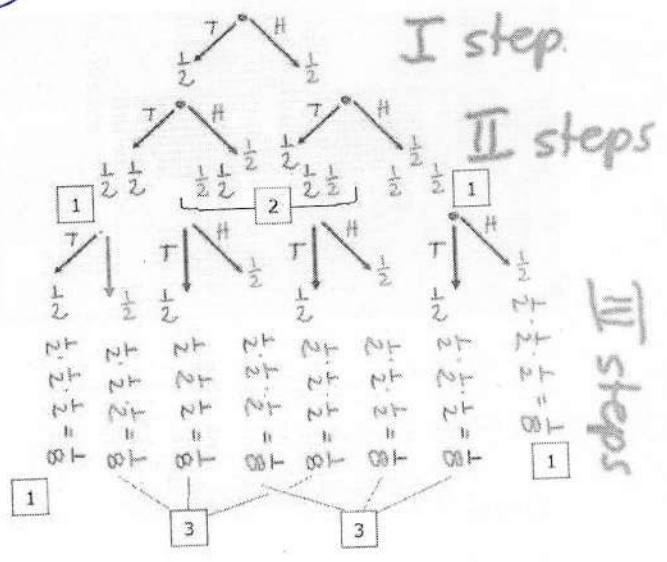 T H I step.
1/2 1/2
T H T H II steps
1/2 1/2 1/2 1/2
1/2 1/2 1/2 1/2 1/2 1/2
1 2 1
T T H T H T H
1/2 1/2 1/2 1/2 1/2 1/2 1/2 1/2
III steps
1/2 · 1/2 · 1/2 = 1/8
1/2 · 1/2 · 1/2 = 1/8
1/2 1/2 · 1/2 = 1/8
1/2 · 1/2 · 1/2 = 1/8
1/2 · 1/2 · 1/2 = 1/8
1/2 · 1/2 · 1/2 = 1/8
1/2 · 1/2 · 1/2 = 1/8
1/2 · 1/2 · 1/2 = 1/8
1 3 3 1